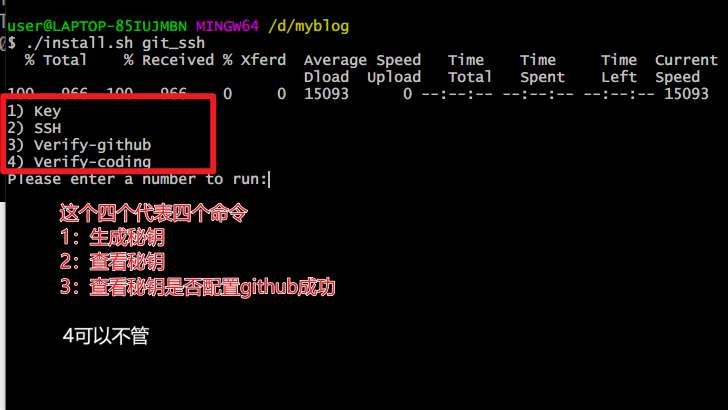 user@LAPTOP-85IUJMBN MINGW64 /d/myblog
$ ./install.sh git_ssh
% Total % Received % Xferd Average Speed Time Time Time Current
Dload Upload Total Spent Left Speed
100 966 100 966 0 0 15093 0 --:--:-- --:--:-- --:--:-- 15093
1) Key
2) SSH
3) Verify-github
4) Verify-coding
Please enter a number to run:
这个四个代表四个命令
1：生成秘钥
2：查看秘钥
3：查看秘钥是否配置github成功
4可以不管